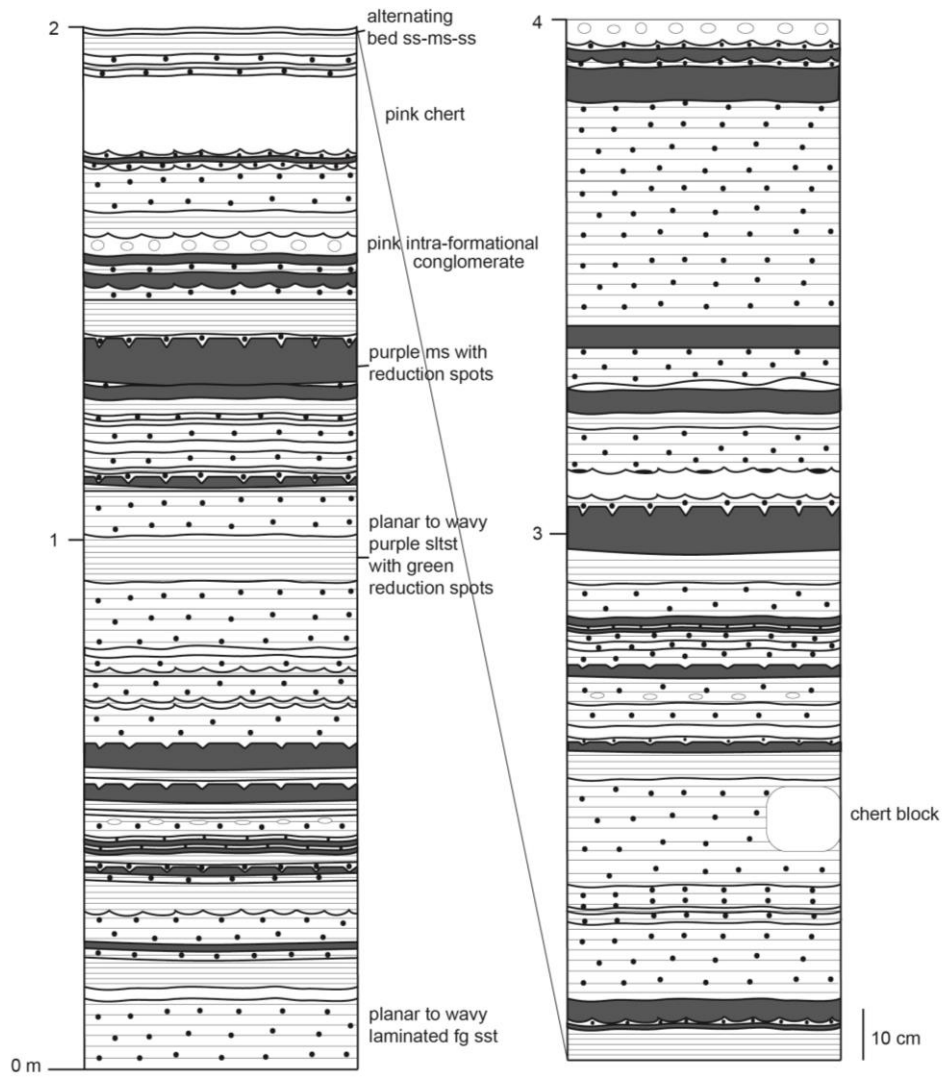 2
alternating
bed ss-ms-ss
pink chert
pink intra-formational
conglomerate
purple ms with
reduction spots
1
planar to wavy
purple sltst
with green
reduction spots
planar to wavy
laminated fg sst
0 m
4
3
chert block
10 cm